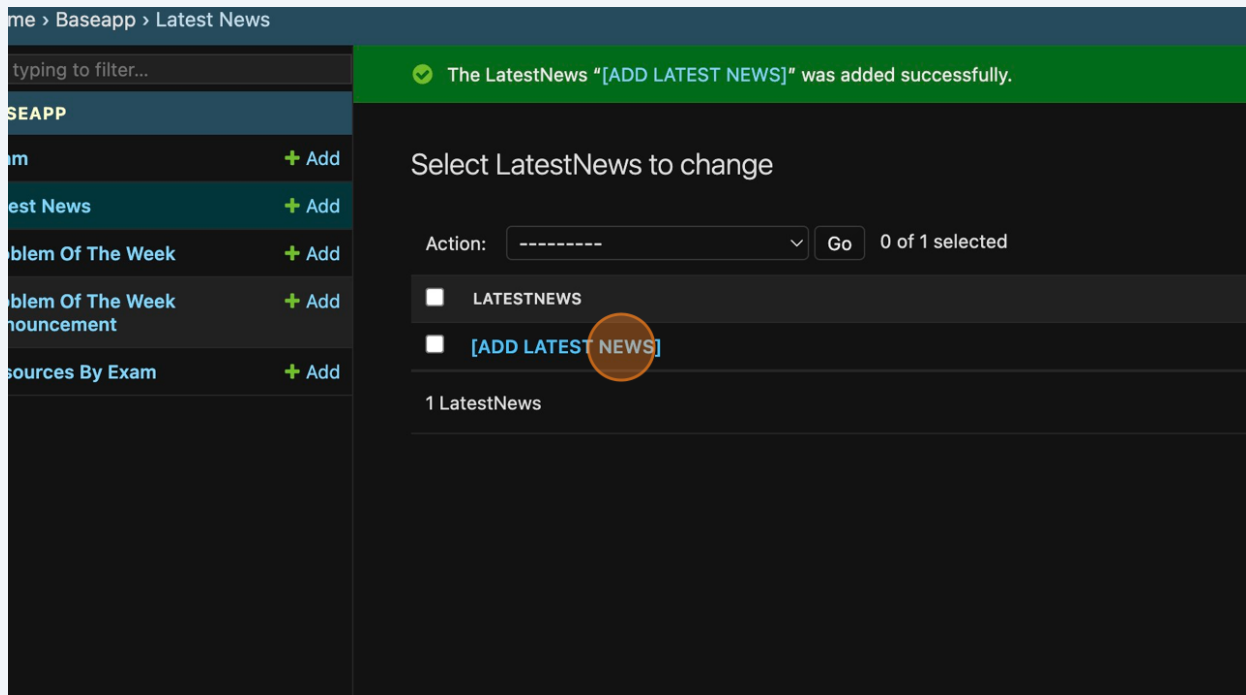 me › Baseapp › Latest News
typing to filter...
The LatestNews “[ADD LATEST NEWS]” was added successfully.
SEAPP
am + Add
est News + Add
blem Of The Week + Add
blem Of The Week
nouncement + Add
sources By Exam + Add
Select LatestNews to change
Action: --------- Go 0 of 1 selected
LATESTNEWS
[ADD LATEST NEWS]
1 LatestNews